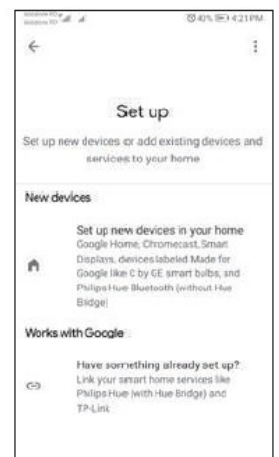 40% 4:21 PM
Set up
Set up new devices or add existing devices and
services to your home
New devices
Set up new devices in your home
Google Home, Chromecast, Smart
Displays, devices labeled Made for
Google like C by GE smart bulbs, and
Philips Hue Bluetooth (without Hue
Bridge)
Works with Google
Have something already set up?
Link your smart home services like
Philips Hue (with Hue Bridge) and
TP-Link